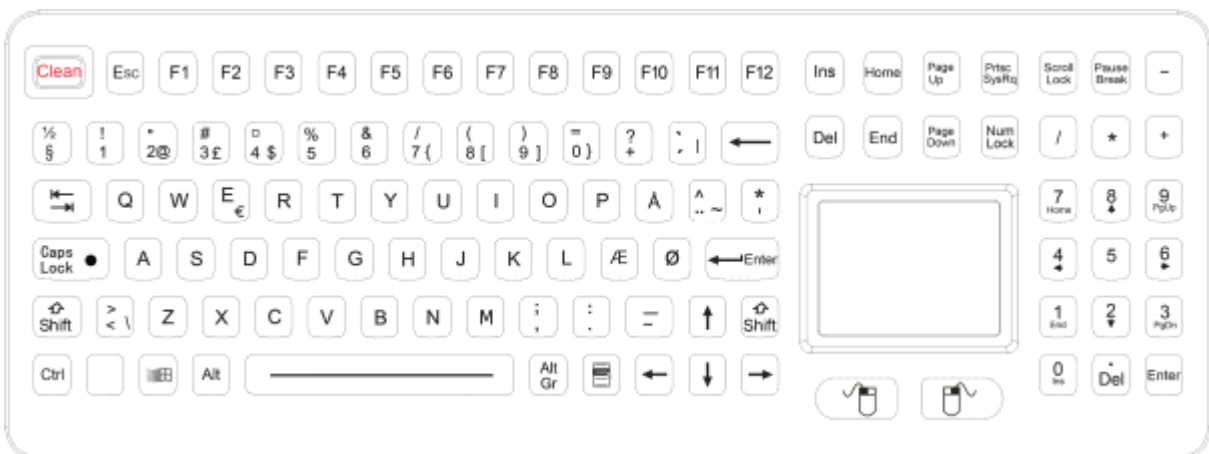 Clean Esc F1 F2 F3 F4 F5 F6 F7 F8 F9 F10 F11 F12 Ins Home Page Up Prtsc SysRq Scroll Lock Pause Break -
½ § ! 1 " 2@ # 3£ ¤ 4 $ % 5 & 6 / 7 { ( 8 [ ) 9 ] = 0 } ? + ` ´ | Del End Page Down Num Lock / * +
Q W E € R T Y U I O P Å ^ ¨ ~ * ' 7 Home 8 9 PgUp
Caps Lock A S D F G H J K L Æ Ø Enter 4 5 6
Shift > < \ Z X C V B N M ; , : . _ - Shift 1 End 2 3 PgDn
Ctrl Alt Alt Gr 0 Ins . Del Enter